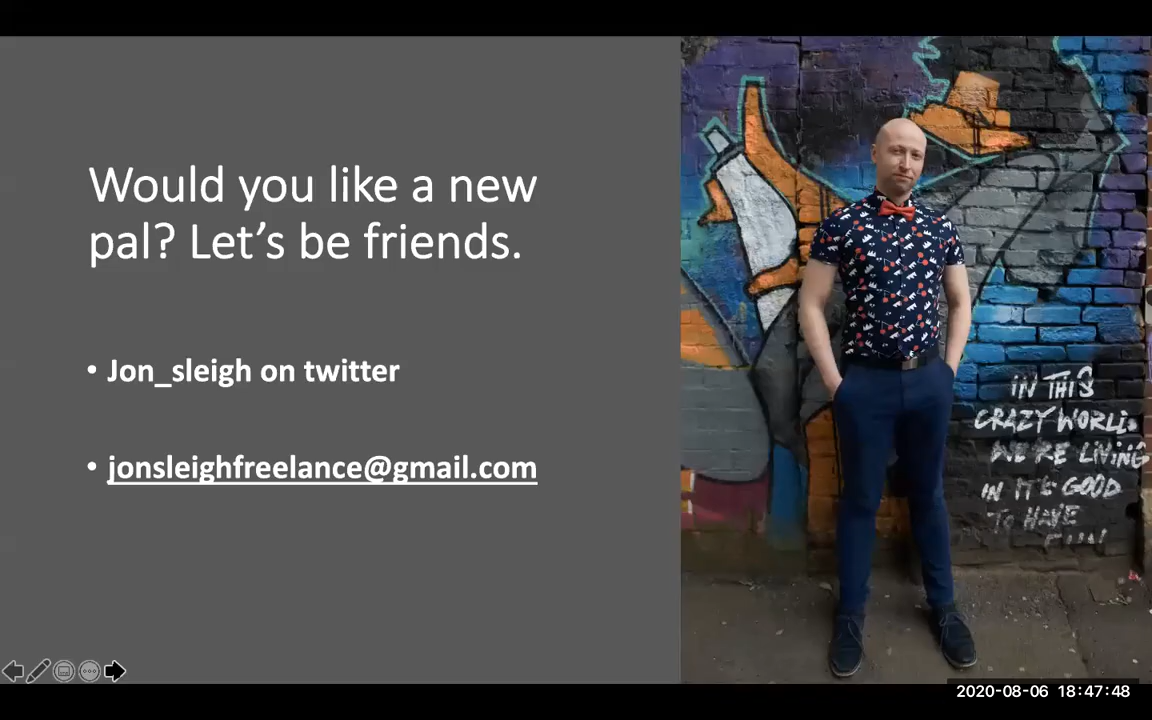 Would you like a new
pal? Let's be friends.
• Jon_sleigh on twitter
• jonsleighfreelance@gmail.com
IN THIS
CRAZY WORLD
WE'RE LIVING
IN IT'S GOOD
TO HAVE
FUN
2020-08-06 18:47:48